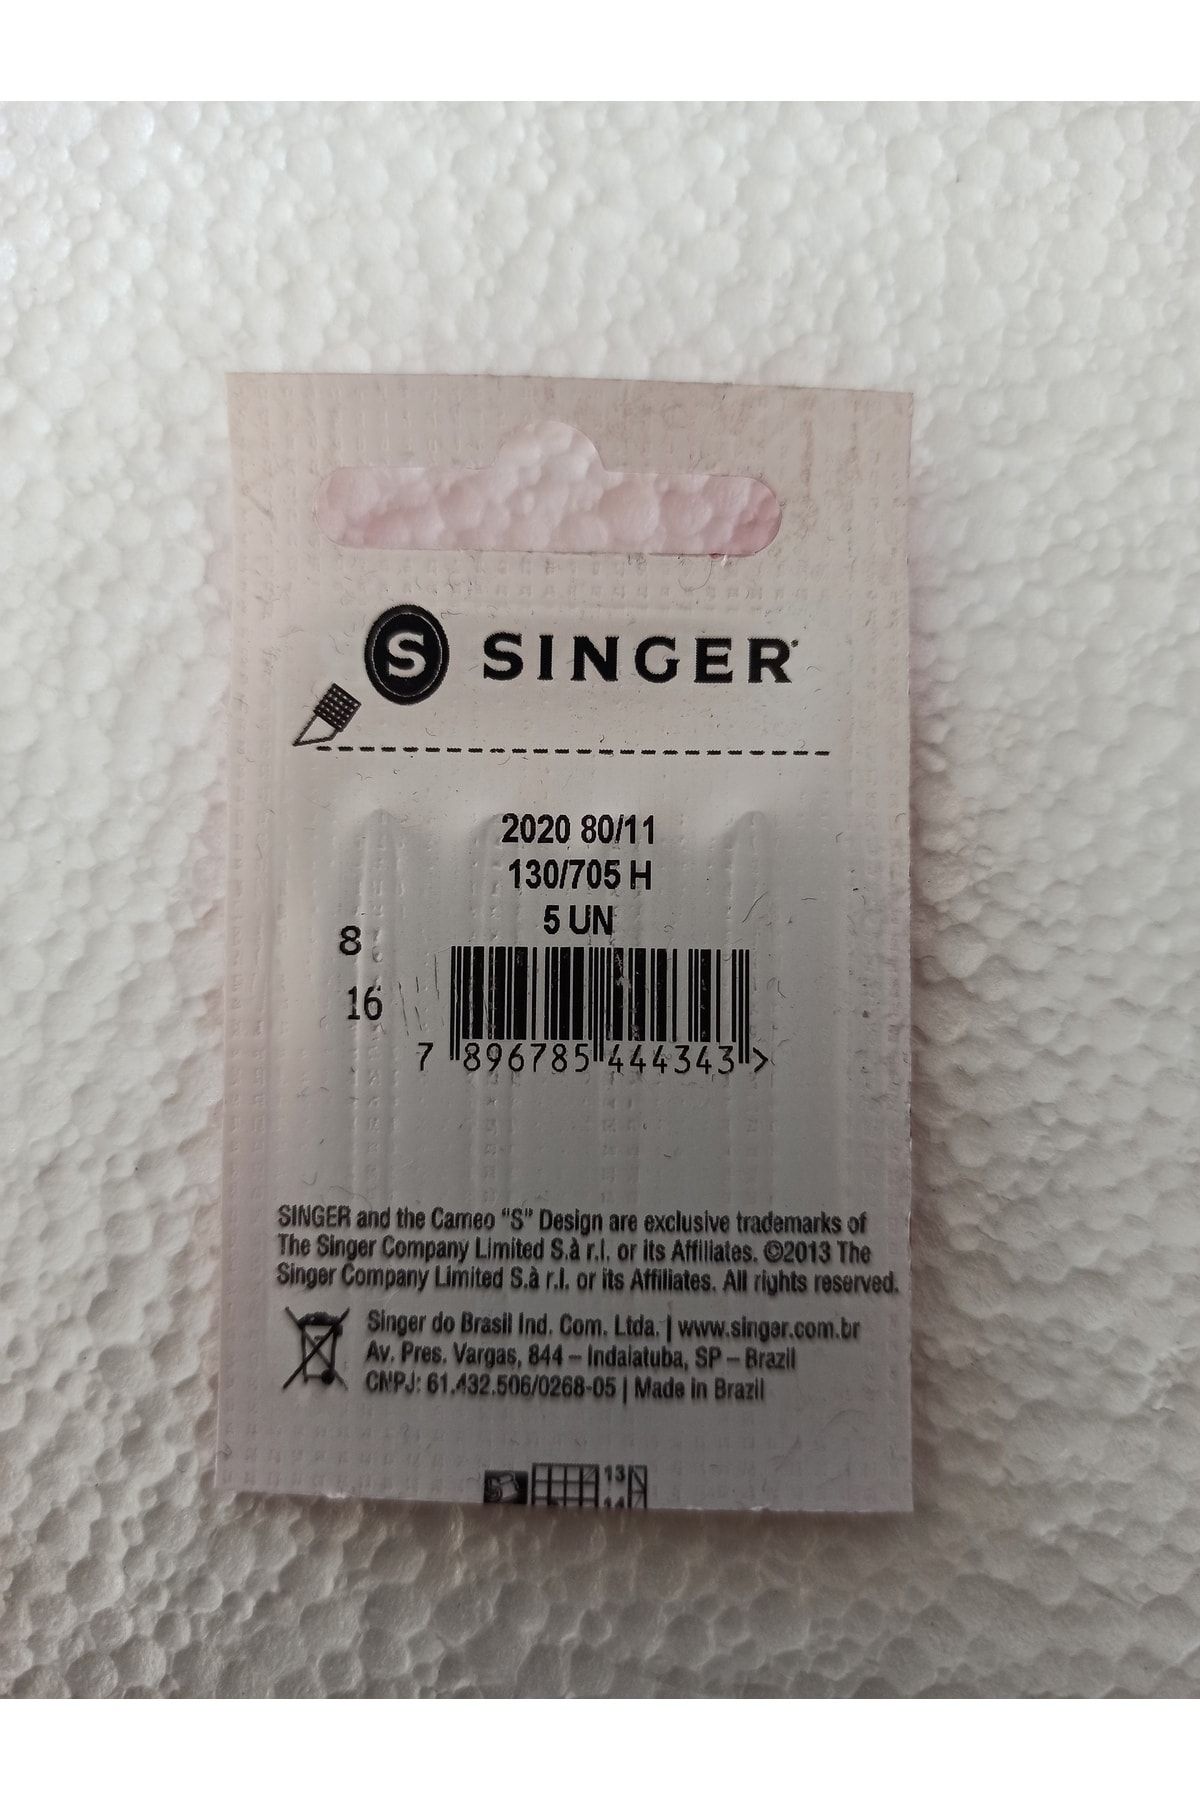 S SINGER
2020 80/11
130/705 H
5 UN
8
16
7 896785 444343 >
SINGER and the Cameo "S" Design are exclusive trademarks of
The Singer Company Limited S.à r.l. or its Affiliates. ©2013 The
Singer Company Limited S.à r.l. or its Affiliates. All rights reserved.
Singer do Brasil Ind. Com. Ltda. | www.singer.com.br
Av. Pres. Vargas, 844 – Indaiatuba, SP – Brazil
CNPJ: 61.432.506/0268-05 | Made in Brazil
13